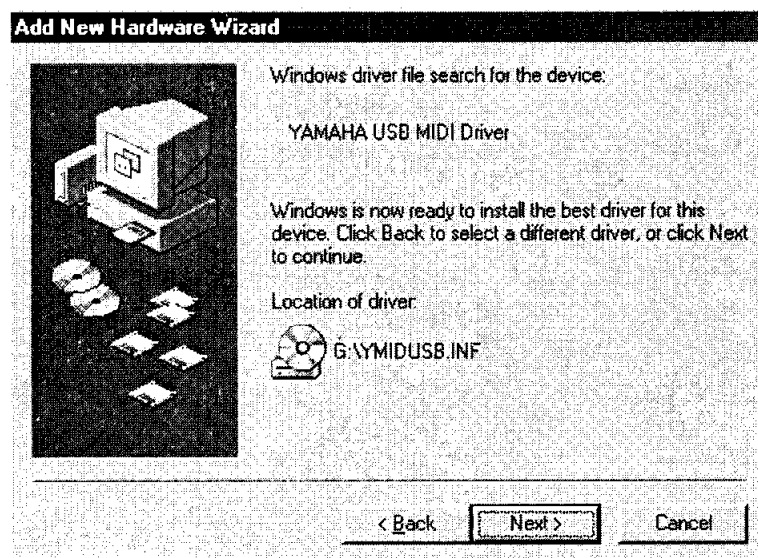 Add New Hardware Wizard
Windows driver file search for the device:
YAMAHA USB MIDI Driver
Windows is now ready to install the best driver for this
device. Click Back to select a different driver, or click Next
to continue.
Location of driver:
G:\YMIDUSB.INF
< Back
Next >
Cancel